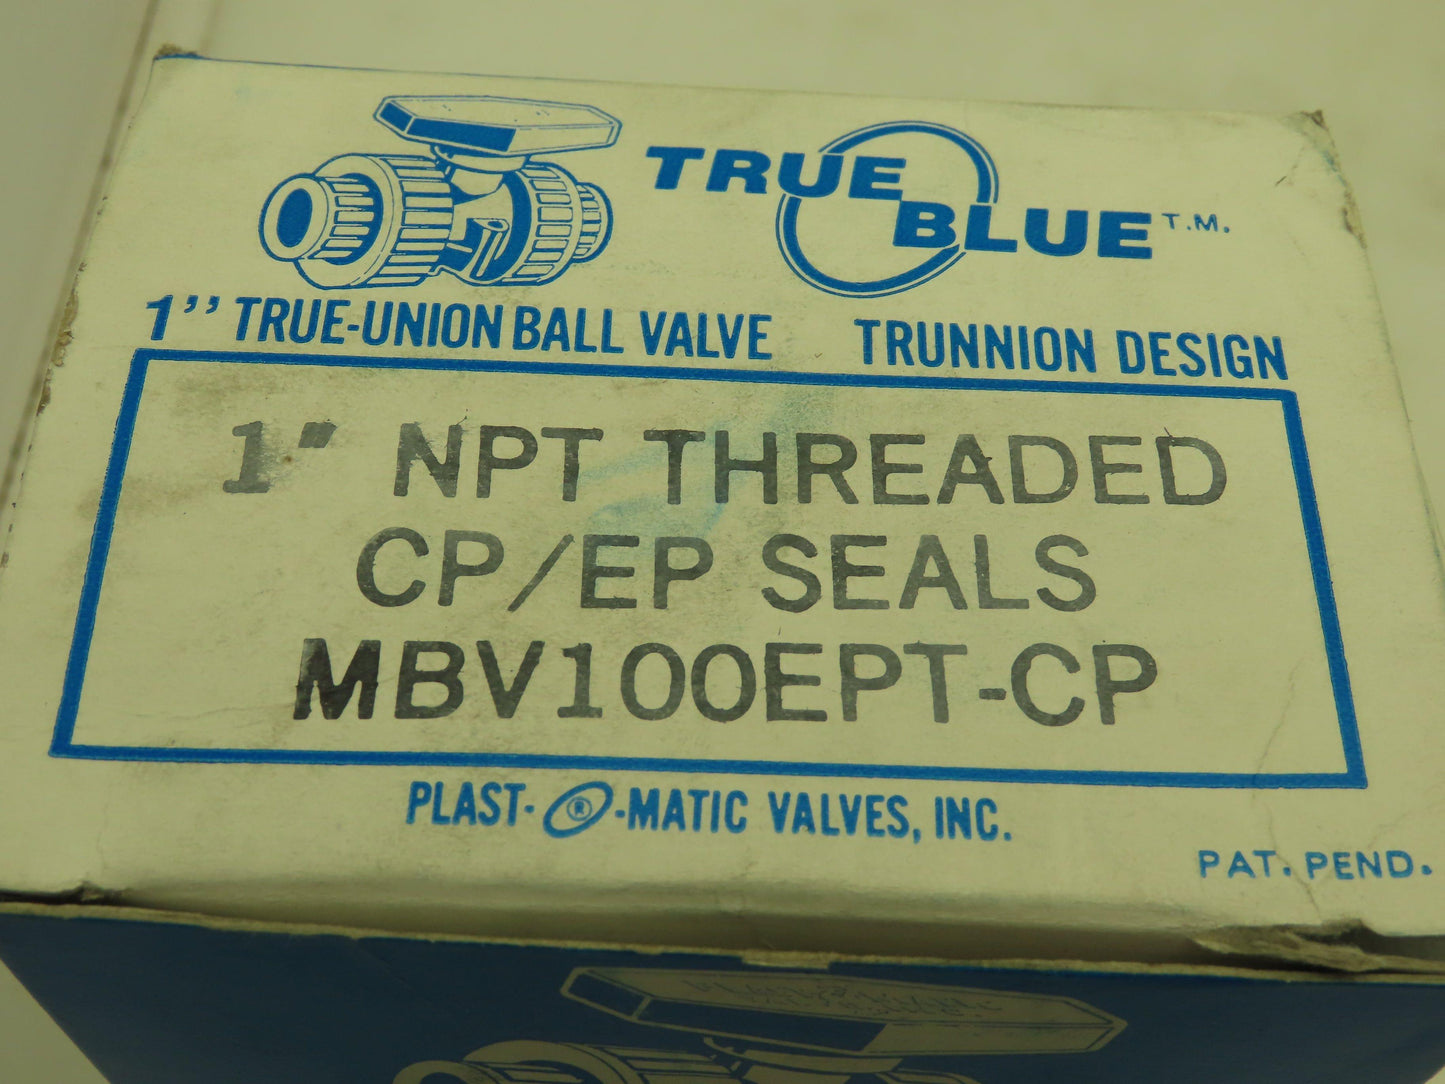 TRUE
BLUE T.M.
1" TRUE-UNION BALL VALVE TRUNNION DESIGN
1" NPT THREADED
CP/EP SEALS
MBV100EPT-CP
PLAST-O®-MATIC VALVES, INC.
PAT. PEND.